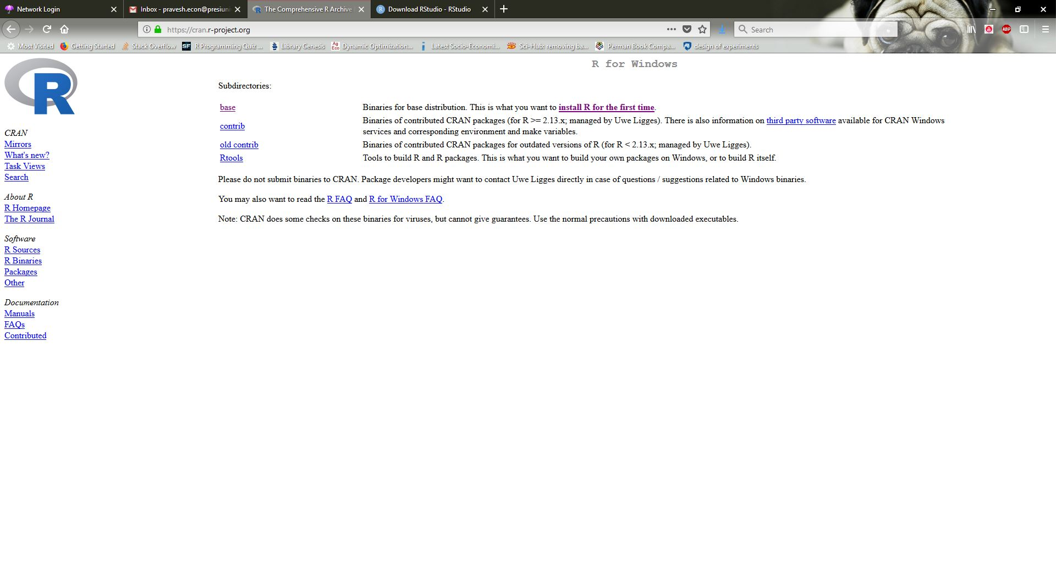 Network Login
Inbox - pravesh.econ@presiun
The Comprehensive R Archive
Download RStudio - RStudio
https://cran.r-project.org
Search
Most Visited
Getting Started
Stack Overflow
R Programming Quiz ...
Library Genesis
Dynamic Optimization...
Latest Socio-Economi...
Sci-Hub: removing ba...
Penman Book Compa...
design of experiments
R for Windows
Subdirectories:
base Binaries for base distribution. This is what you want to install R for the first time.
contrib Binaries of contributed CRAN packages (for R >= 2.13.x; managed by Uwe Ligges). There is also information on third party software available for CRAN Windows
services and corresponding environment and make variables.
old contrib Binaries of contributed CRAN packages for outdated versions of R (for R < 2.13.x; managed by Uwe Ligges).
Rtools Tools to build R and R packages. This is what you want to build your own packages on Windows, or to build R itself.
Please do not submit binaries to CRAN. Package developers might want to contact Uwe Ligges directly in case of questions / suggestions related to Windows binaries.
You may also want to read the R FAQ and R for Windows FAQ.
Note: CRAN does some checks on these binaries for viruses, but cannot give guarantees. Use the normal precautions with downloaded executables.
R
CRAN
Mirrors
What's new?
Task Views
Search
About R
R Homepage
The R Journal
Software
R Sources
R Binaries
Packages
Other
Documentation
Manuals
FAQs
Contributed